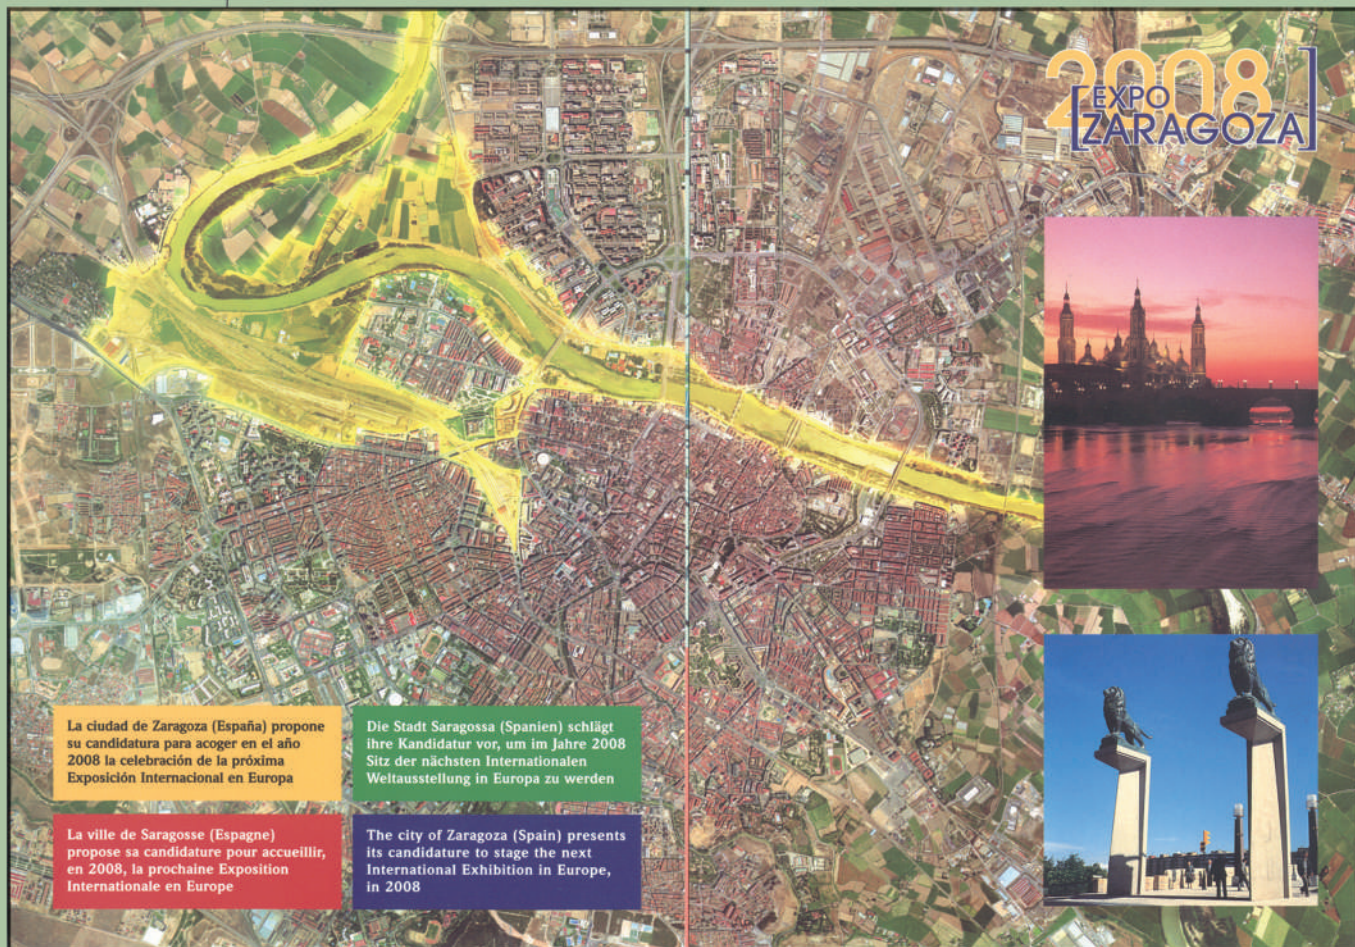 2008
EXPO
ZARAGOZA
La ciudad de Zaragoza (España) propone
su candidatura para acoger en el año
2008 la celebración de la próxima
Exposición Internacional en Europa
Die Stadt Saragossa (Spanien) schlägt
ihre Kandidatur vor, um im Jahre 2008
Sitz der nächsten Internationalen
Weltausstellung in Europa zu werden
La ville de Saragosse (Espagne)
propose sa candidature pour accueillir,
en 2008, la prochaine Exposition
Internationale en Europe
The city of Zaragoza (Spain) presents
its candidature to stage the next
International Exhibition in Europe,
in 2008